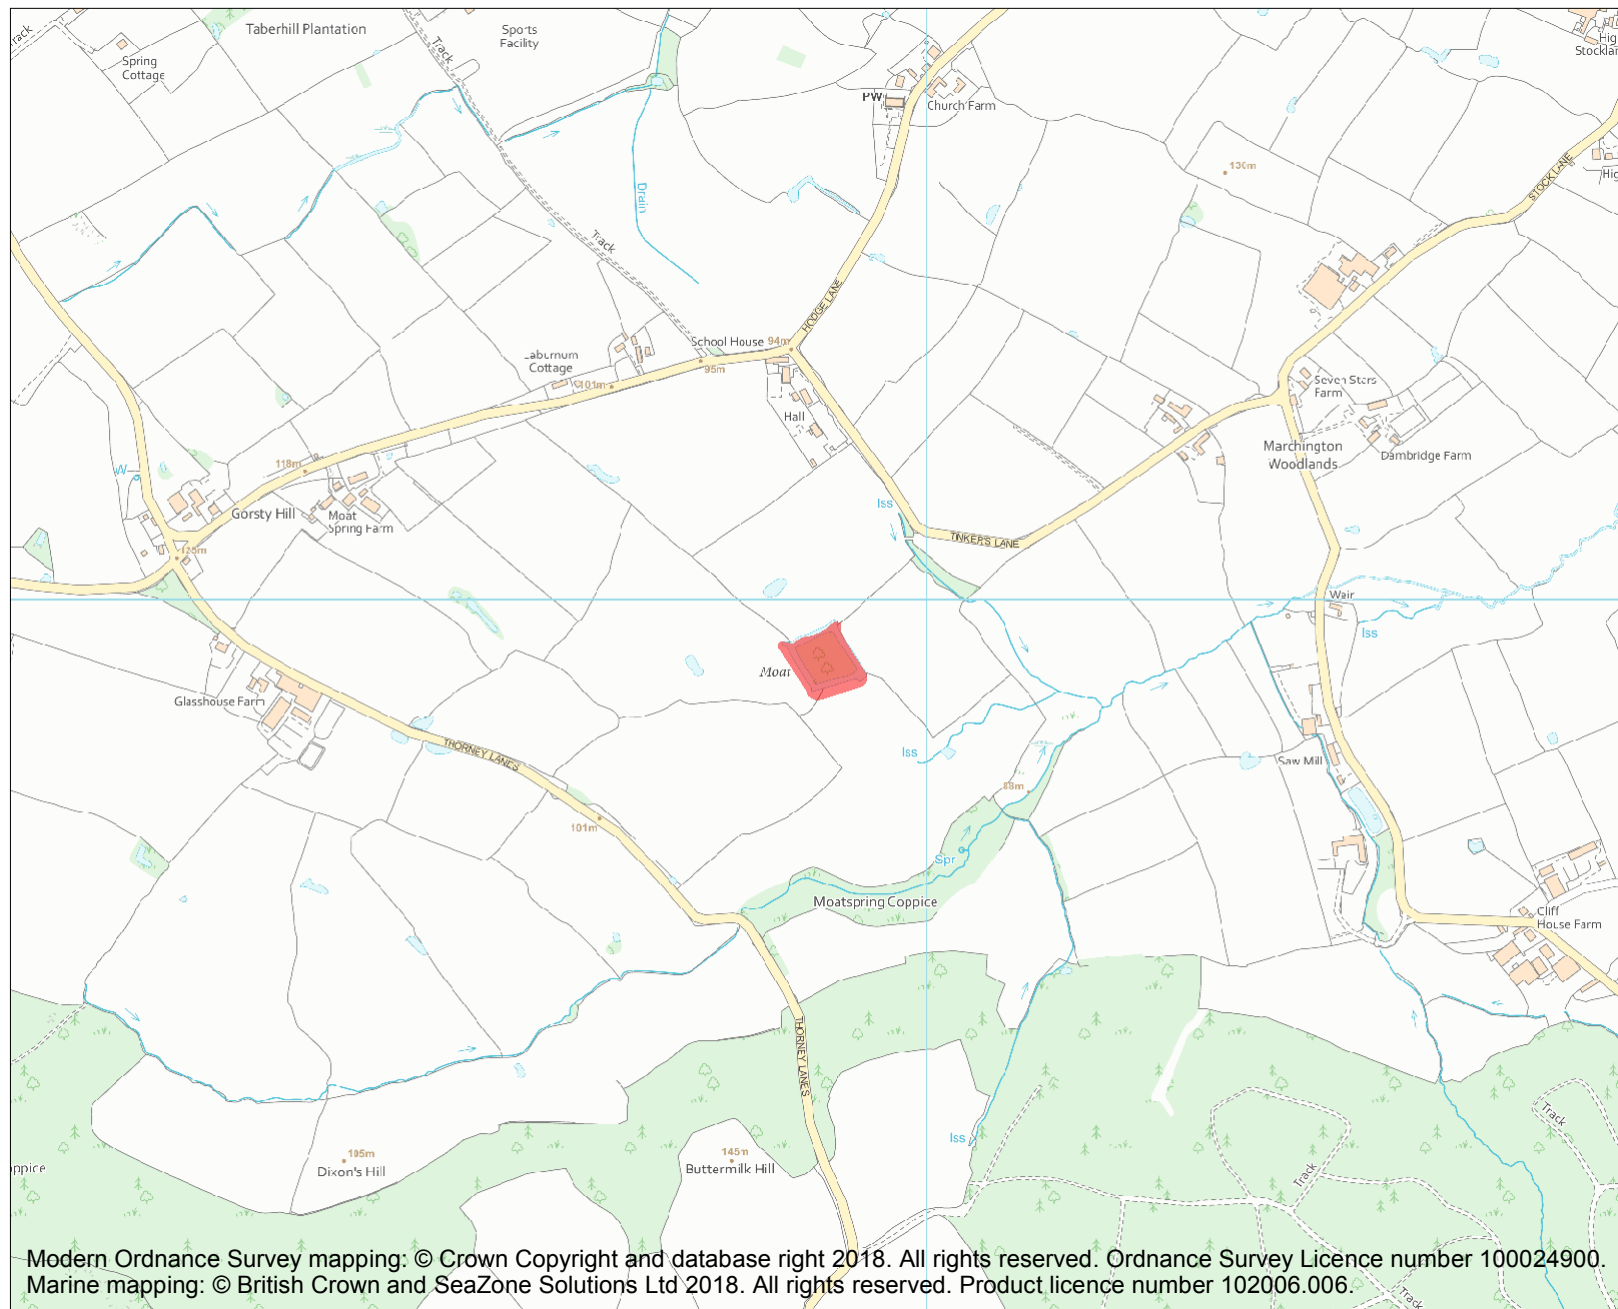 Track
Taberhill Plantation
Sports
Facility
Track
Spring
Cottage
PW
Church Farm
Stocklan
130m
STOCK LANE
Drain
Track
HODGE LANE
School House
94m
95m
Laburnum
Cottage
101m
Hall
Seven Stars
Farm
Marchington
Woodlands
Dambridge Farm
118m
W
Gorsty Hill
Moat
Spring Farm
Iss
TINKERS LANE
125m
Weir
Iss
Moat
Glasshouse Farm
THORNEY LANES
Iss
Saw Mill
88m
101m
Spr
Moatspring Coppice
Cliff
House Farm
THORNEY LANES
Track
Iss
145m
Buttermilk Hill
Dixon's Hill
Track
oppice
Track
Modern Ordnance Survey mapping: © Crown Copyright and database right 2018. All rights reserved. Ordnance Survey Licence number 100024900.
Marine mapping: © British Crown and SeaZone Solutions Ltd 2018. All rights reserved. Product licence number 102006.006.